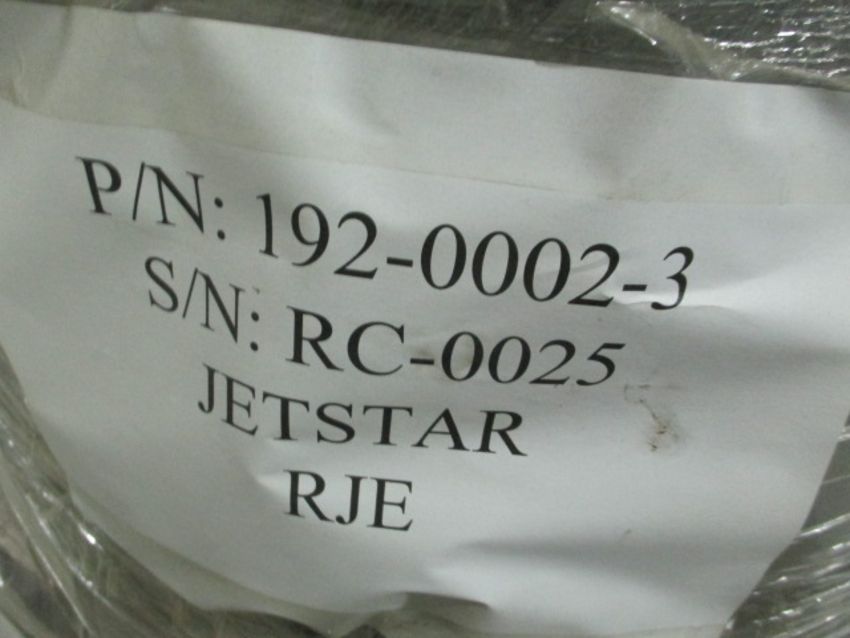 P/N: 192-0002-3
S/N: RC-0025
JETSTAR
RJE